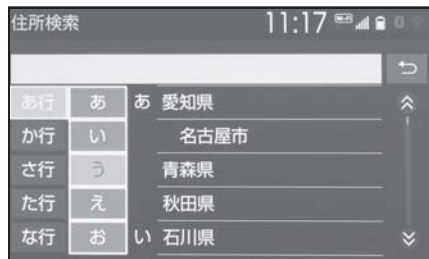 住所検索 11:17 Wi-Fi
あ行 あ あ 愛知県
か行 い 名古屋市
さ行 う 青森県
た行 え 秋田県
な行 お い 石川県